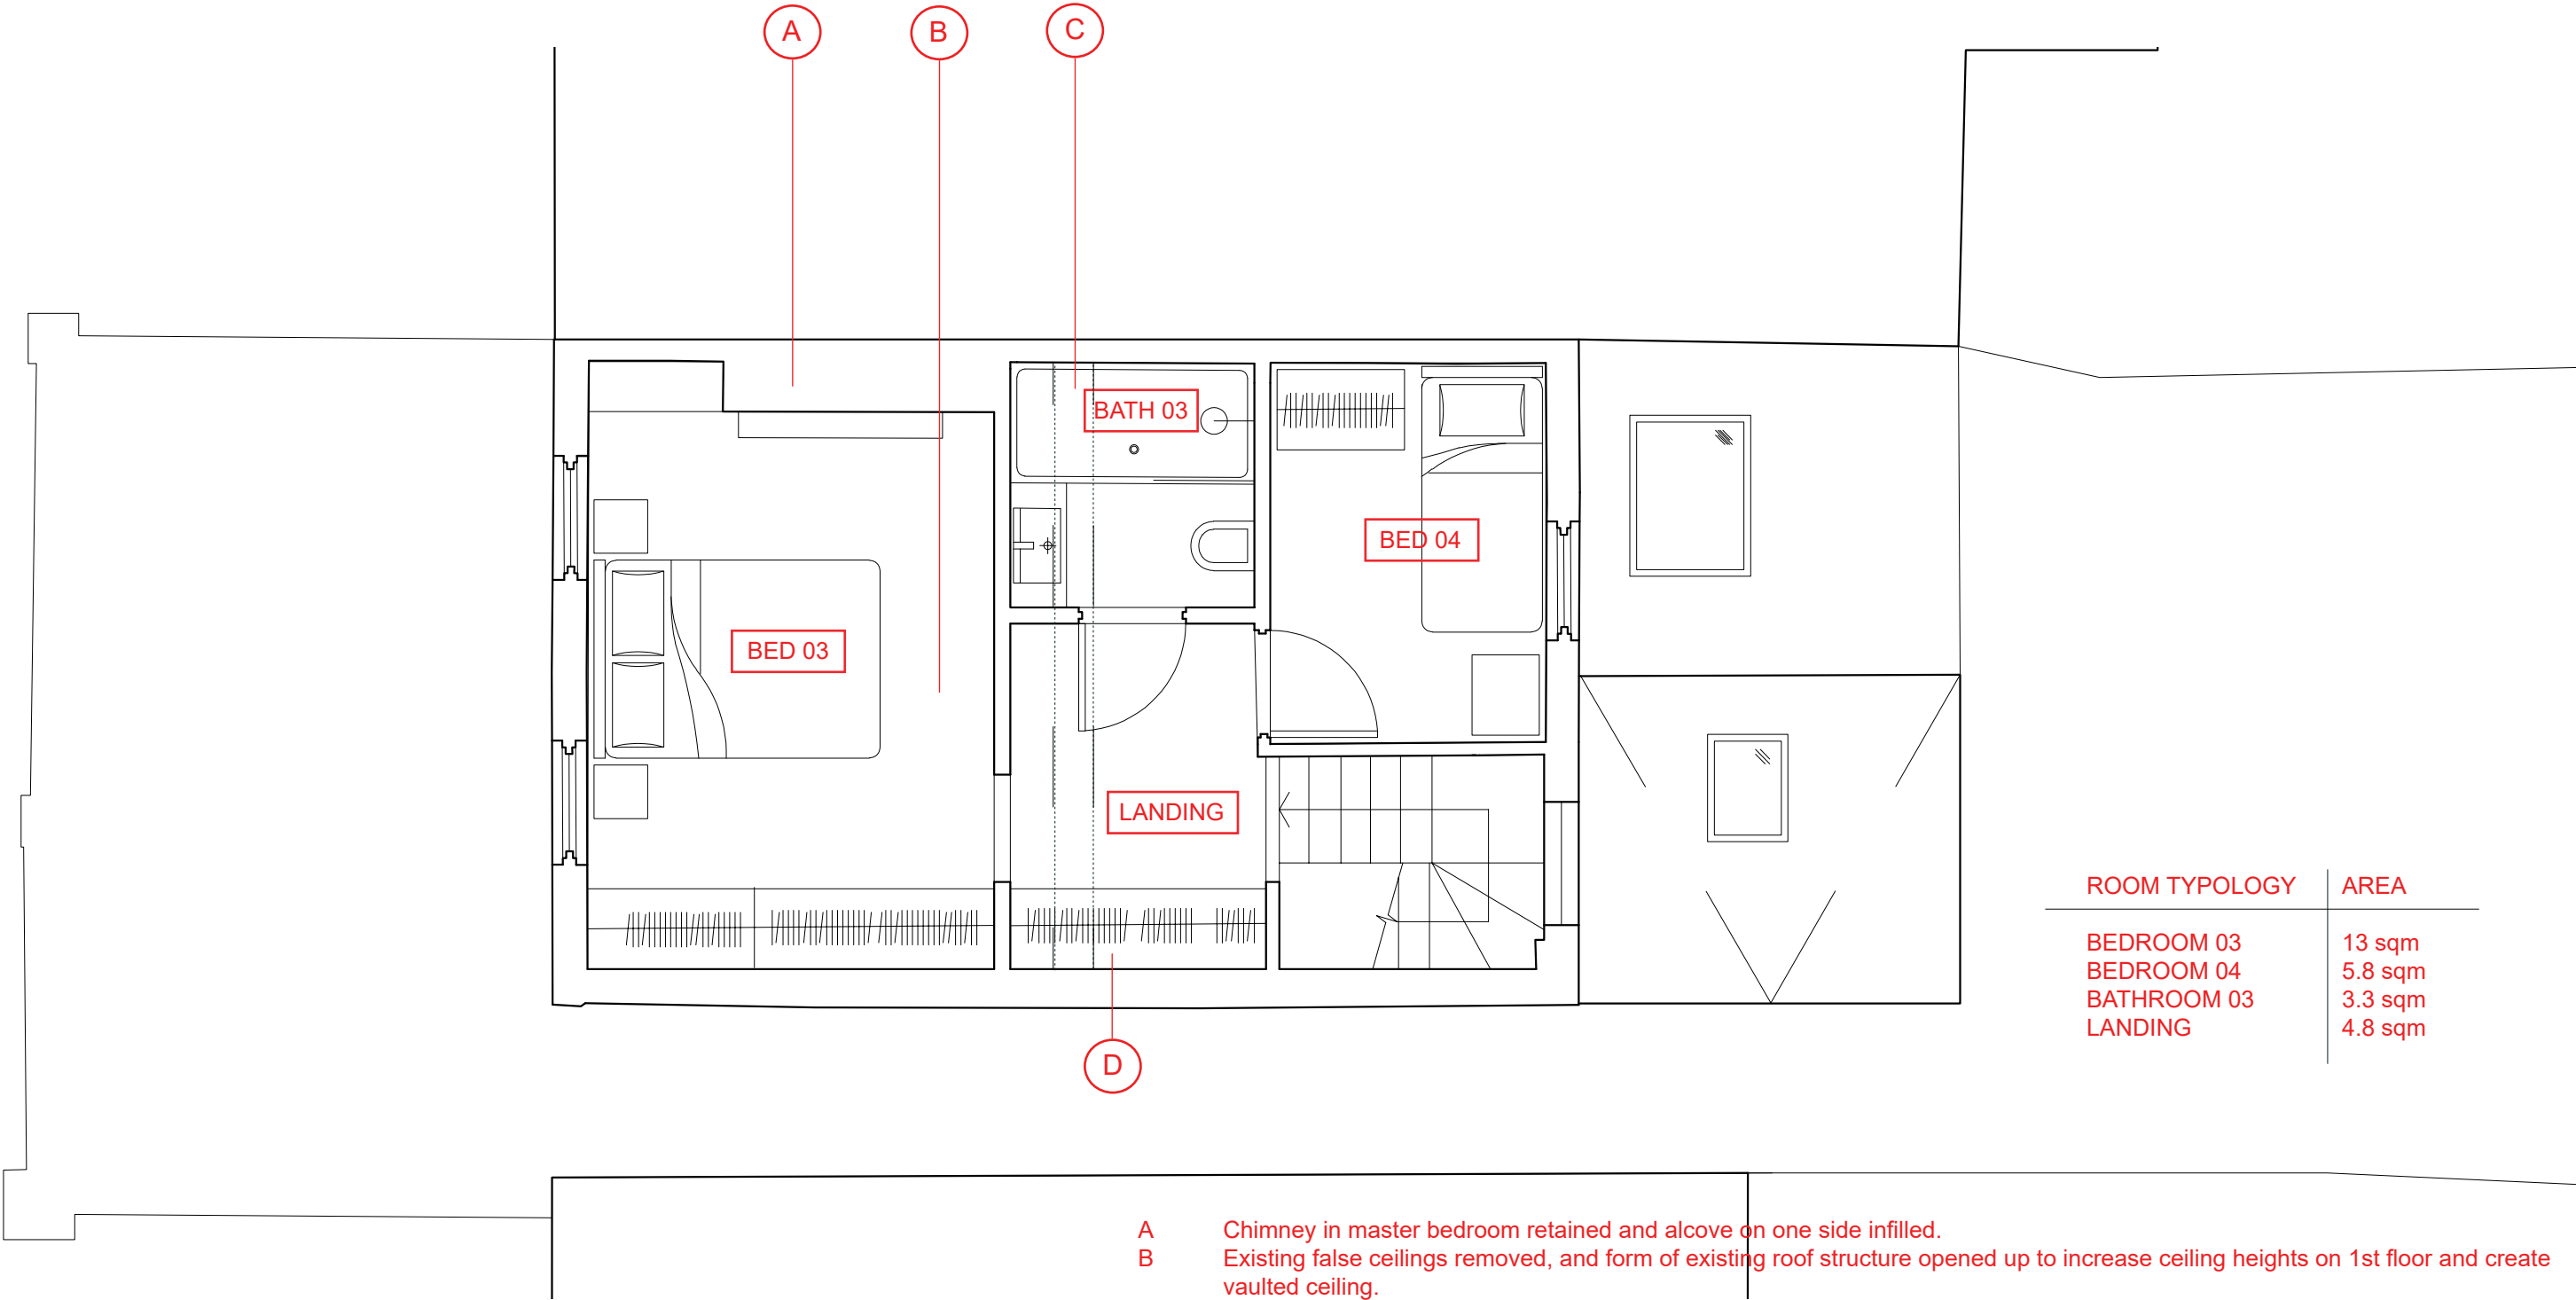 A
B
C
BATH 03
BED 04
BED 03
LANDING
D
ROOM TYPOLOGY AREA
BEDROOM 03 13 sqm
BEDROOM 04 5.8 sqm
BATHROOM 03 3.3 sqm
LANDING 4.8 sqm
A Chimney in master bedroom retained and alcove on one side infilled.
B Existing false ceilings removed, and form of existing roof structure opened up to increase ceiling heights on 1st floor and create
vaulted ceiling.